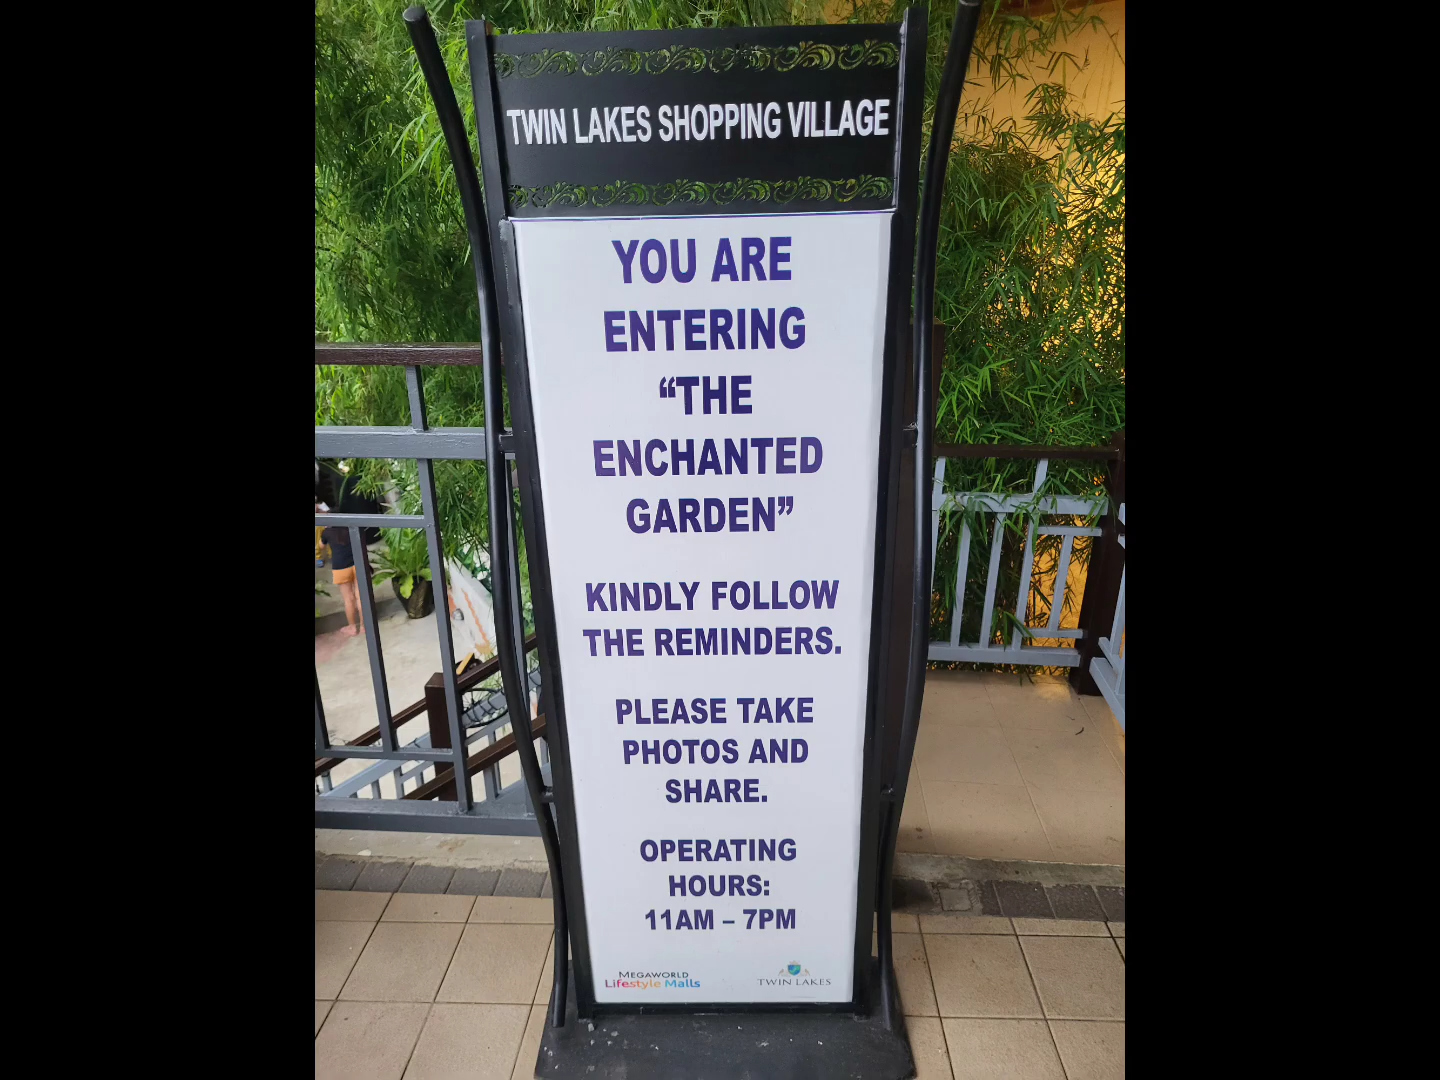 TWIN LAKES SHOPPING VILLAGE
YOU ARE
ENTERING
“THE
ENCHANTED
GARDEN”
KINDLY FOLLOW
THE REMINDERS.
PLEASE TAKE
PHOTOS AND
SHARE.
OPERATING
HOURS:
11AM – 7PM
MEGAWORLD
Lifestyle Malls
TWIN LAKES